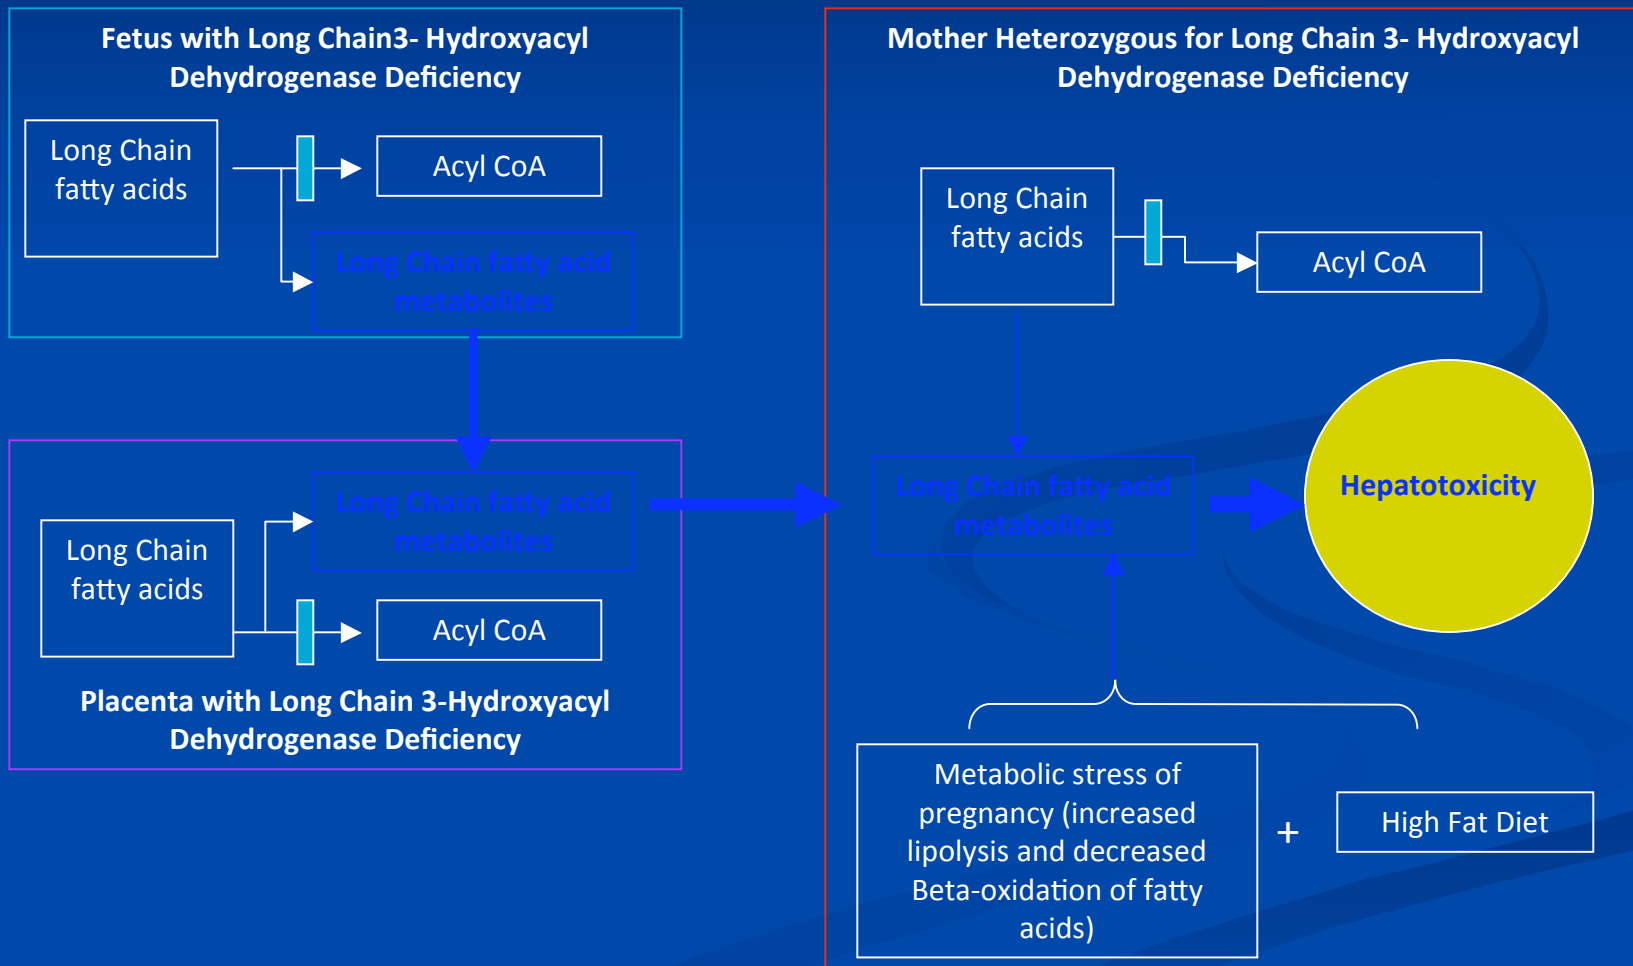 Fetus with Long Chain3- Hydroxyacyl
Dehydrogenase Deficiency
Long Chain
fatty acids
Acyl CoA
Long Chain fatty acid
metabolites
Long Chain fatty acid
metabolites
Long Chain
fatty acids
Acyl CoA
Placenta with Long Chain 3-Hydroxyacyl
Dehydrogenase Deficiency
Mother Heterozygous for Long Chain 3- Hydroxyacyl
Dehydrogenase Deficiency
Long Chain
fatty acids
Acyl CoA
Long Chain fatty acid
metabolites
Hepatotoxicity
Metabolic stress of
pregnancy (increased
lipolysis and decreased
Beta-oxidation of fatty
acids)
+
High Fat Diet